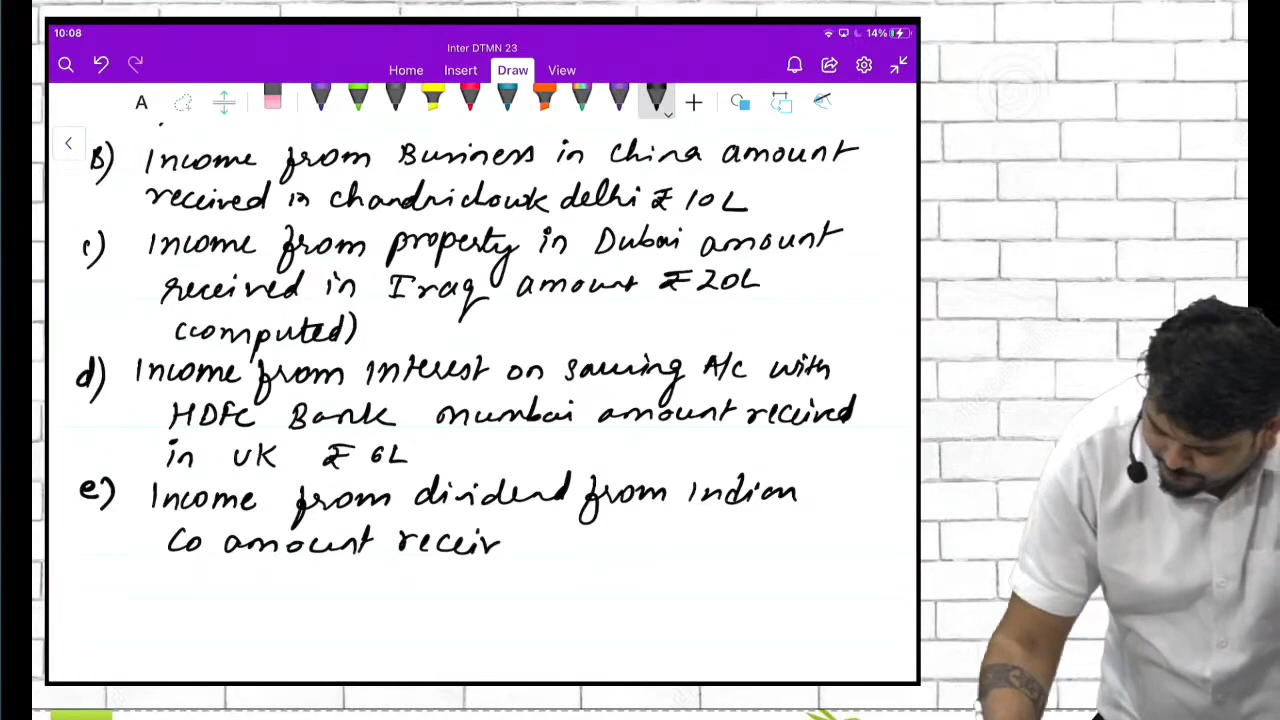 10:08
14%
Inter DTMN 23
Home Insert Draw View
A
B) Income from Business in China amount
received in chandnichowk delhi ₹ 10L
c) Income from property in Dubai amount
received in Iraq amount ₹ 20L
(computed)
d) Income from Interest on saving A/c with
HDFC Bank mumbai amount received
in UK ₹ 6L
e) Income from dividend from Indian
Co amount receiv